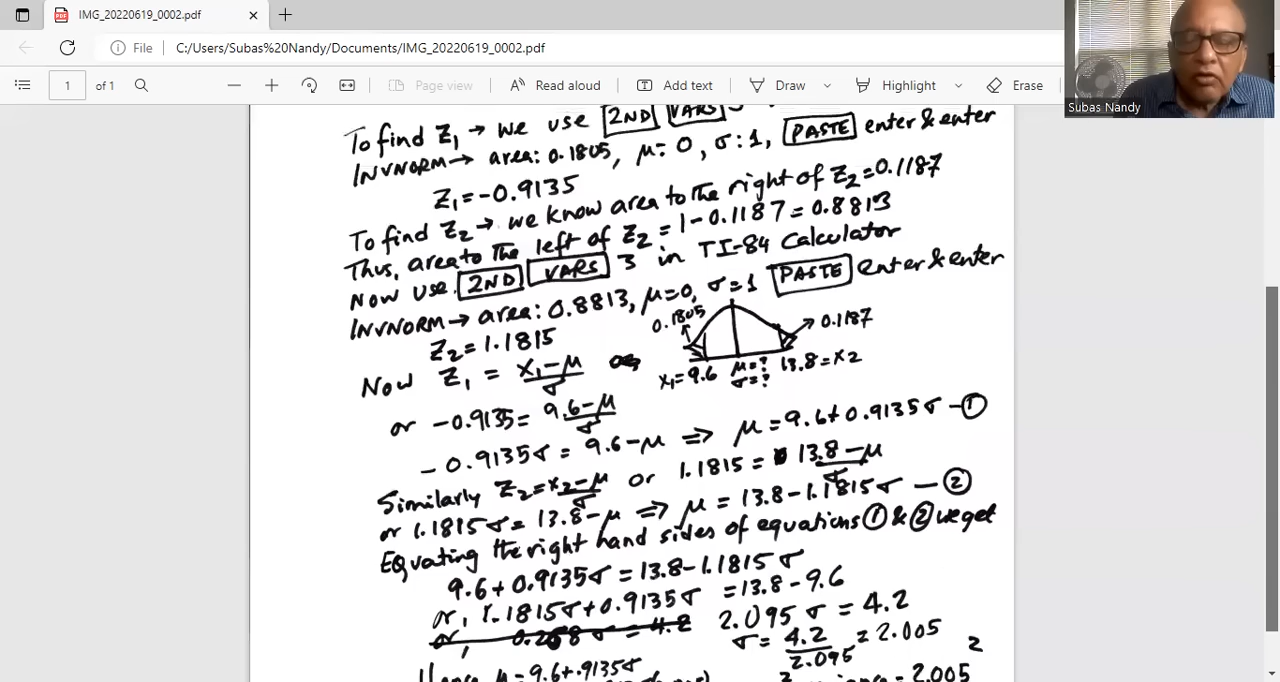 IMG_20220619_0002.pdf
File C:/Users/Subas%20Nandy/Documents/IMG_20220619_0002.pdf
1 of 1 Page view Read aloud Add text Draw Highlight Erase
Subas Nandy
To find Z₁ → we use 2ND VARS 3
INVNORM → area: 0.1805, μ: 0, σ: 1, PASTE enter & enter
Z₁ = -0.9135
To find Z₂ → we know area to the right of Z₂ = 0.1187
Thus, area to the left of Z₂ = 1 - 0.1187 = 0.8813
Now use 2ND VARS 3 in TI-84 Calculator
INVNORM → area: 0.8813, μ=0, σ=1 PASTE enter & enter
Z₂ = 1.1815
0.1805
0.1187
x₁=9.6 μ=? σ=? 13.8=x₂
Now Z₁ = x₁-μ/σ
or -0.9135 = 9.6-μ/σ
-0.9135σ = 9.6-μ ⇒ μ = 9.6+0.9135σ -①
Similarly Z₂ = x₂-μ/σ or 1.1815 = 13.8-μ/σ
or 1.1815σ = 13.8-μ ⇒ μ = 13.8-1.1815σ -②
Equating the right hand sides of equations ① & ② we get
9.6+0.9135σ = 13.8-1.1815σ
or, 1.1815σ+0.9135σ = 13.8-9.6
2.095σ = 4.2
σ = 4.2/2.095 = 2.005
Hence μ = 9.6+.9135σ
= 2.005 2